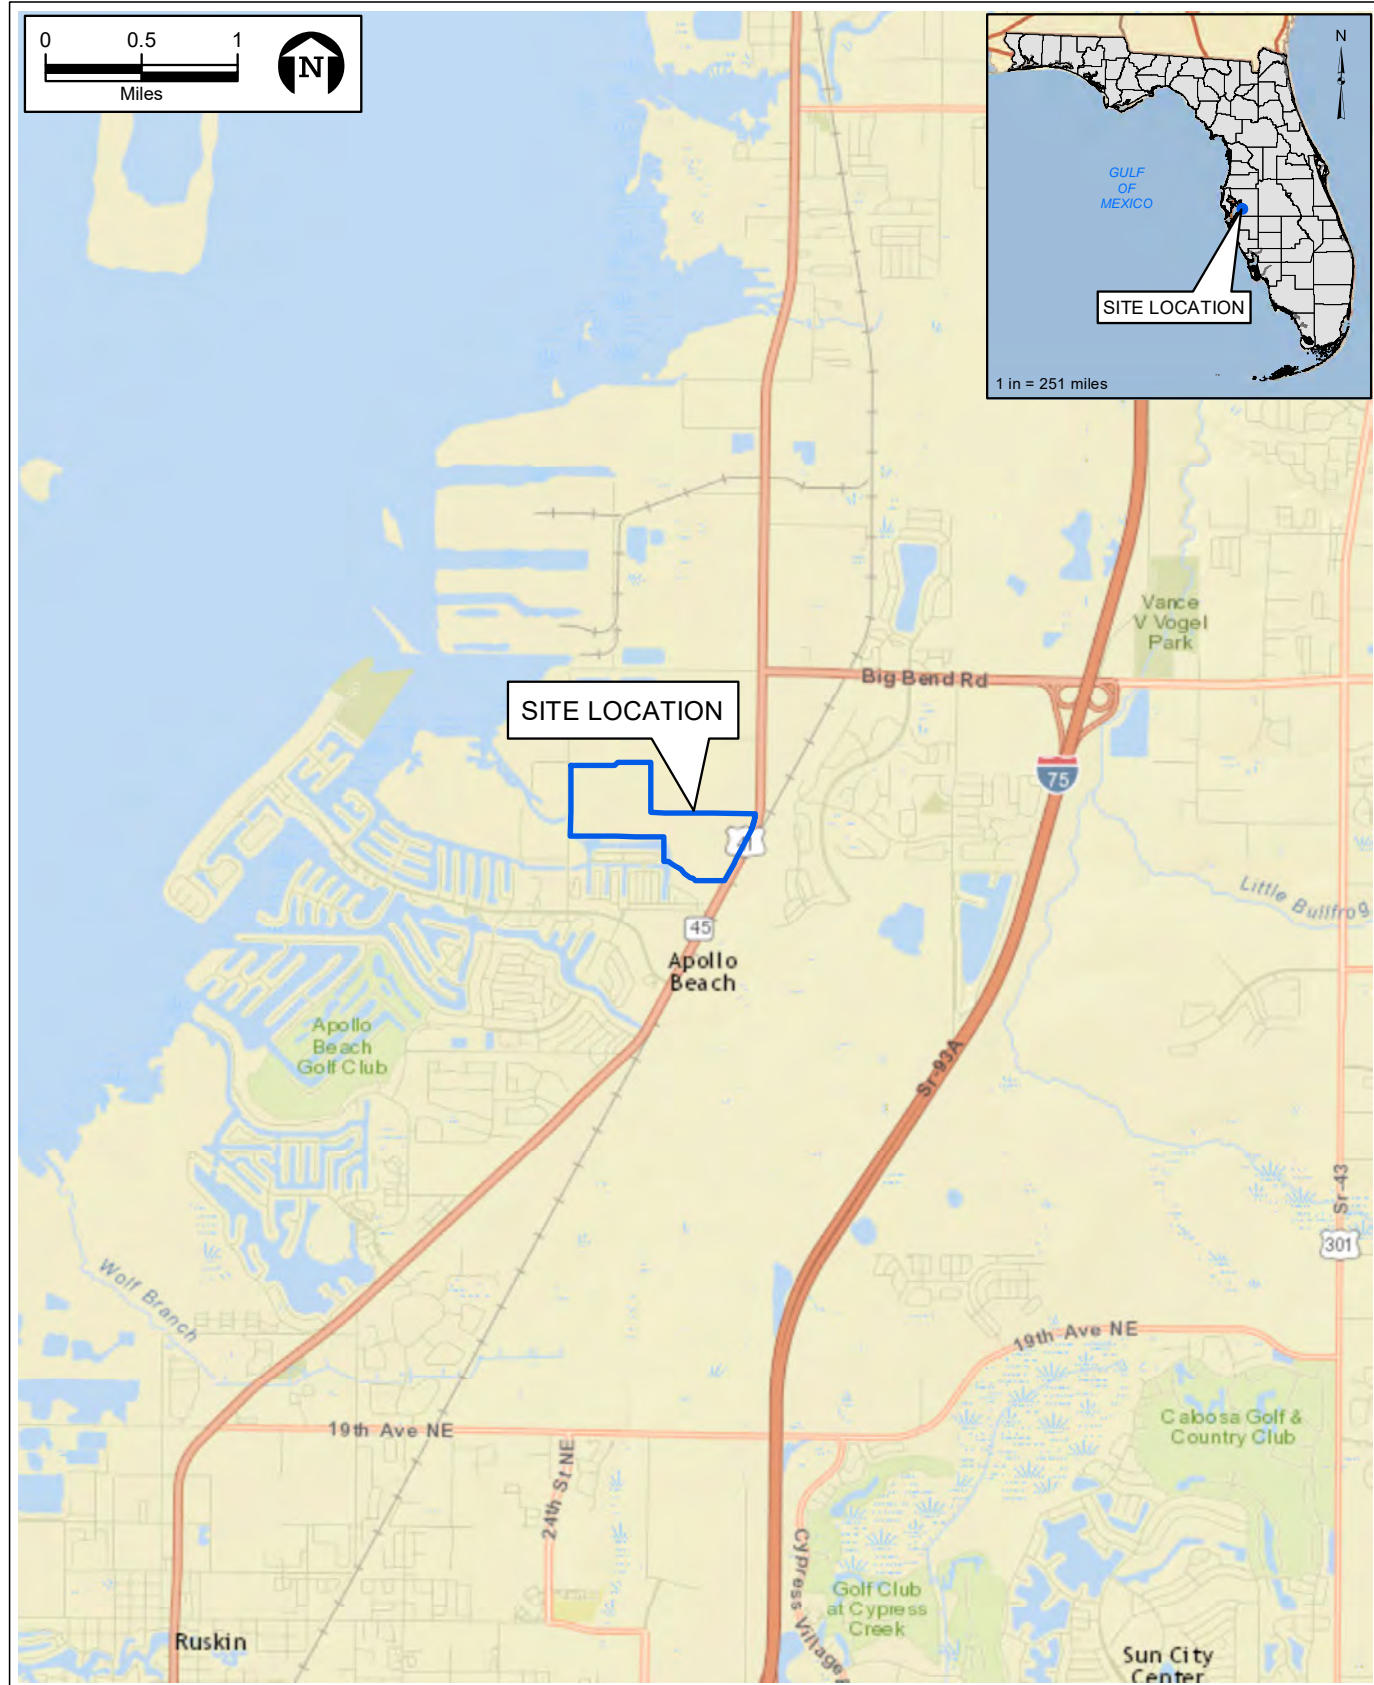 0 0.5 1
Miles
N
N
GULF
OF
MEXICO
SITE LOCATION
1 in = 251 miles
Vance
V Vogel
Park
Big Bend Rd
SITE LOCATION
75
41
Little Bullfrog
45
Apollo
Beach
Apollo
Beach
Golf Club
Sr-93A
Sr-43
301
Wolf Branch
19th Ave NE
19th Ave NE
Caloosa Golf &
Country Club
24th St NE
Cypress Village
Golf Club
at Cypress
Creek
Ruskin
Sun City
Center